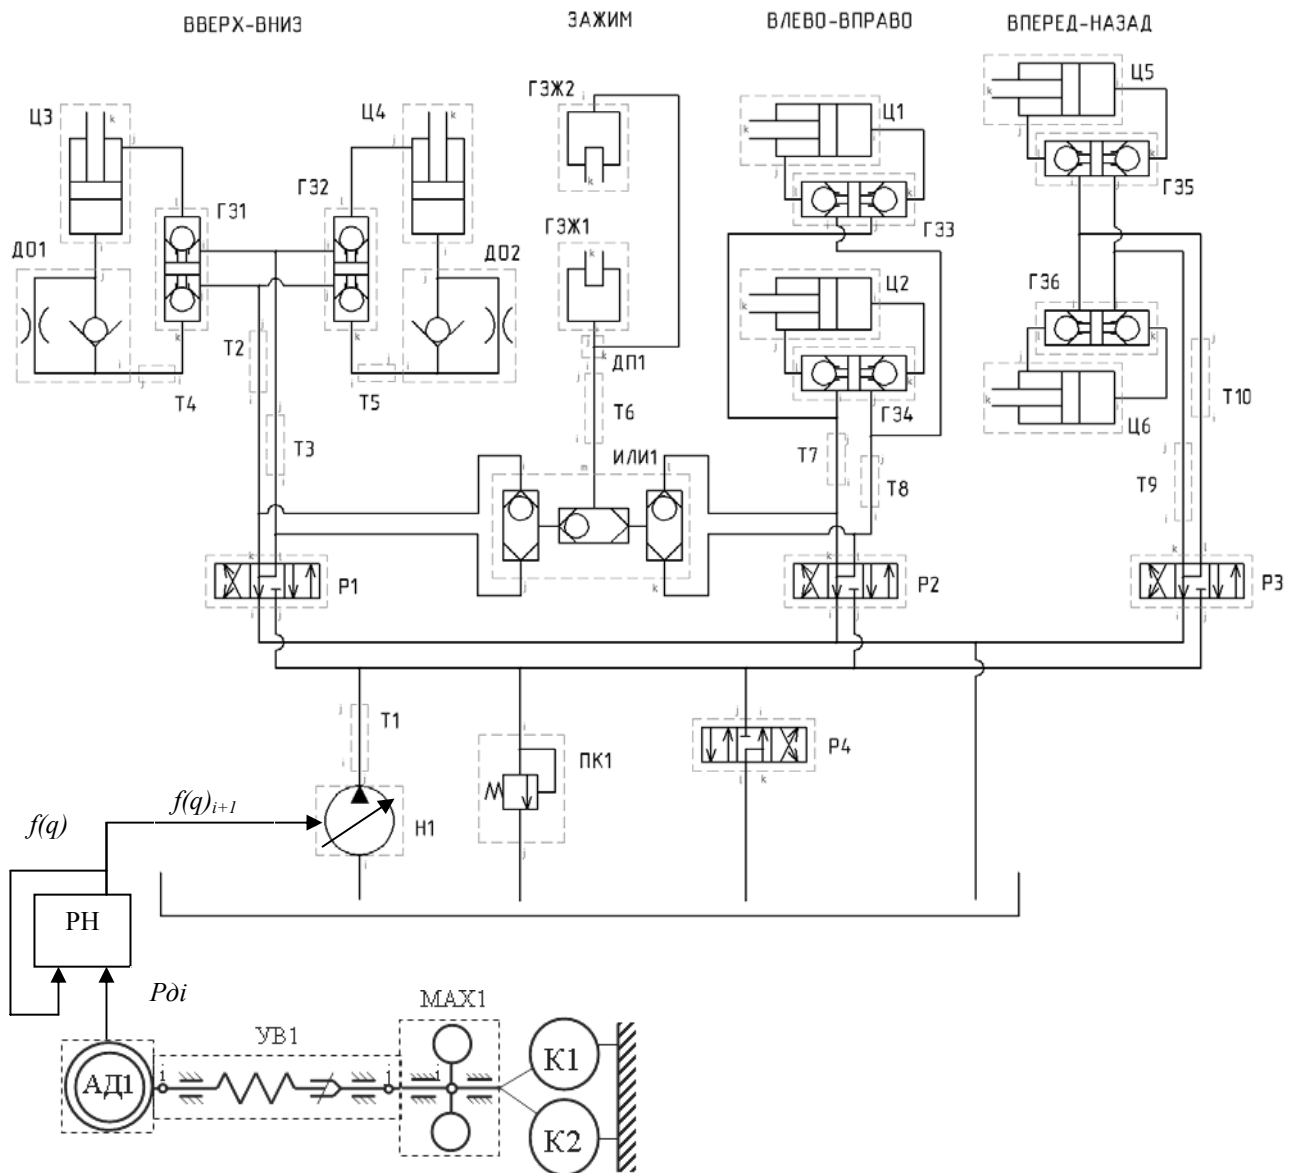 ВВЕРХ-ВНИЗ
ЗАЖИМ
ВЛЕВО-ВПРАВО
ВПЕРЕД-НАЗАД
Ц3
Ц4
ГЗЖ2
Ц1
Ц5
ГЗ1
ГЗ2
ГЗ5
ГЗЖ1
ГЗ3
ДО1
ДО2
Ц2
ГЗ6
Т2
ДП1
Т4
Т5
Т6
ГЗ4
Ц6
Т10
Т3
ИЛИ1
Т7
Т8
Т9
Р1
Р2
Р3
Т1
ПК1
Р4
f(q)
f(q)i+1
Н1
РН
Pдi
МАХ1
УВ1
АД1
К1
К2